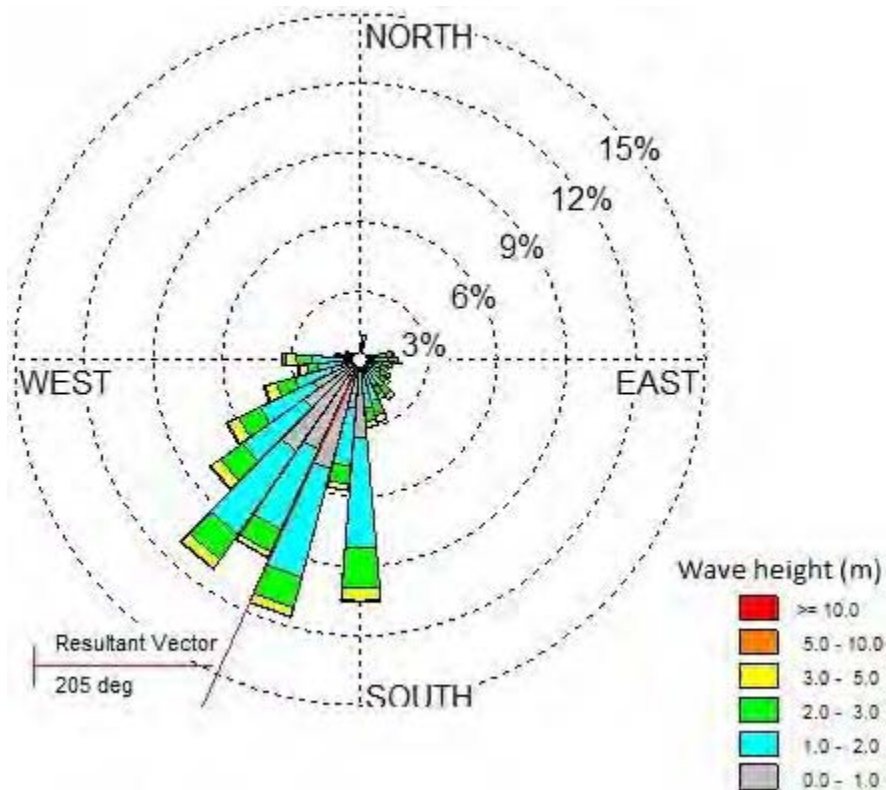 NORTH
15%
12%
9%
6%
3%
WEST
EAST
Wave height (m)
>= 10.0
5.0 - 10.0
3.0 - 5.0
2.0 - 3.0
1.0 - 2.0
0.0 - 1.0
Resultant Vector
205 deg
SOUTH